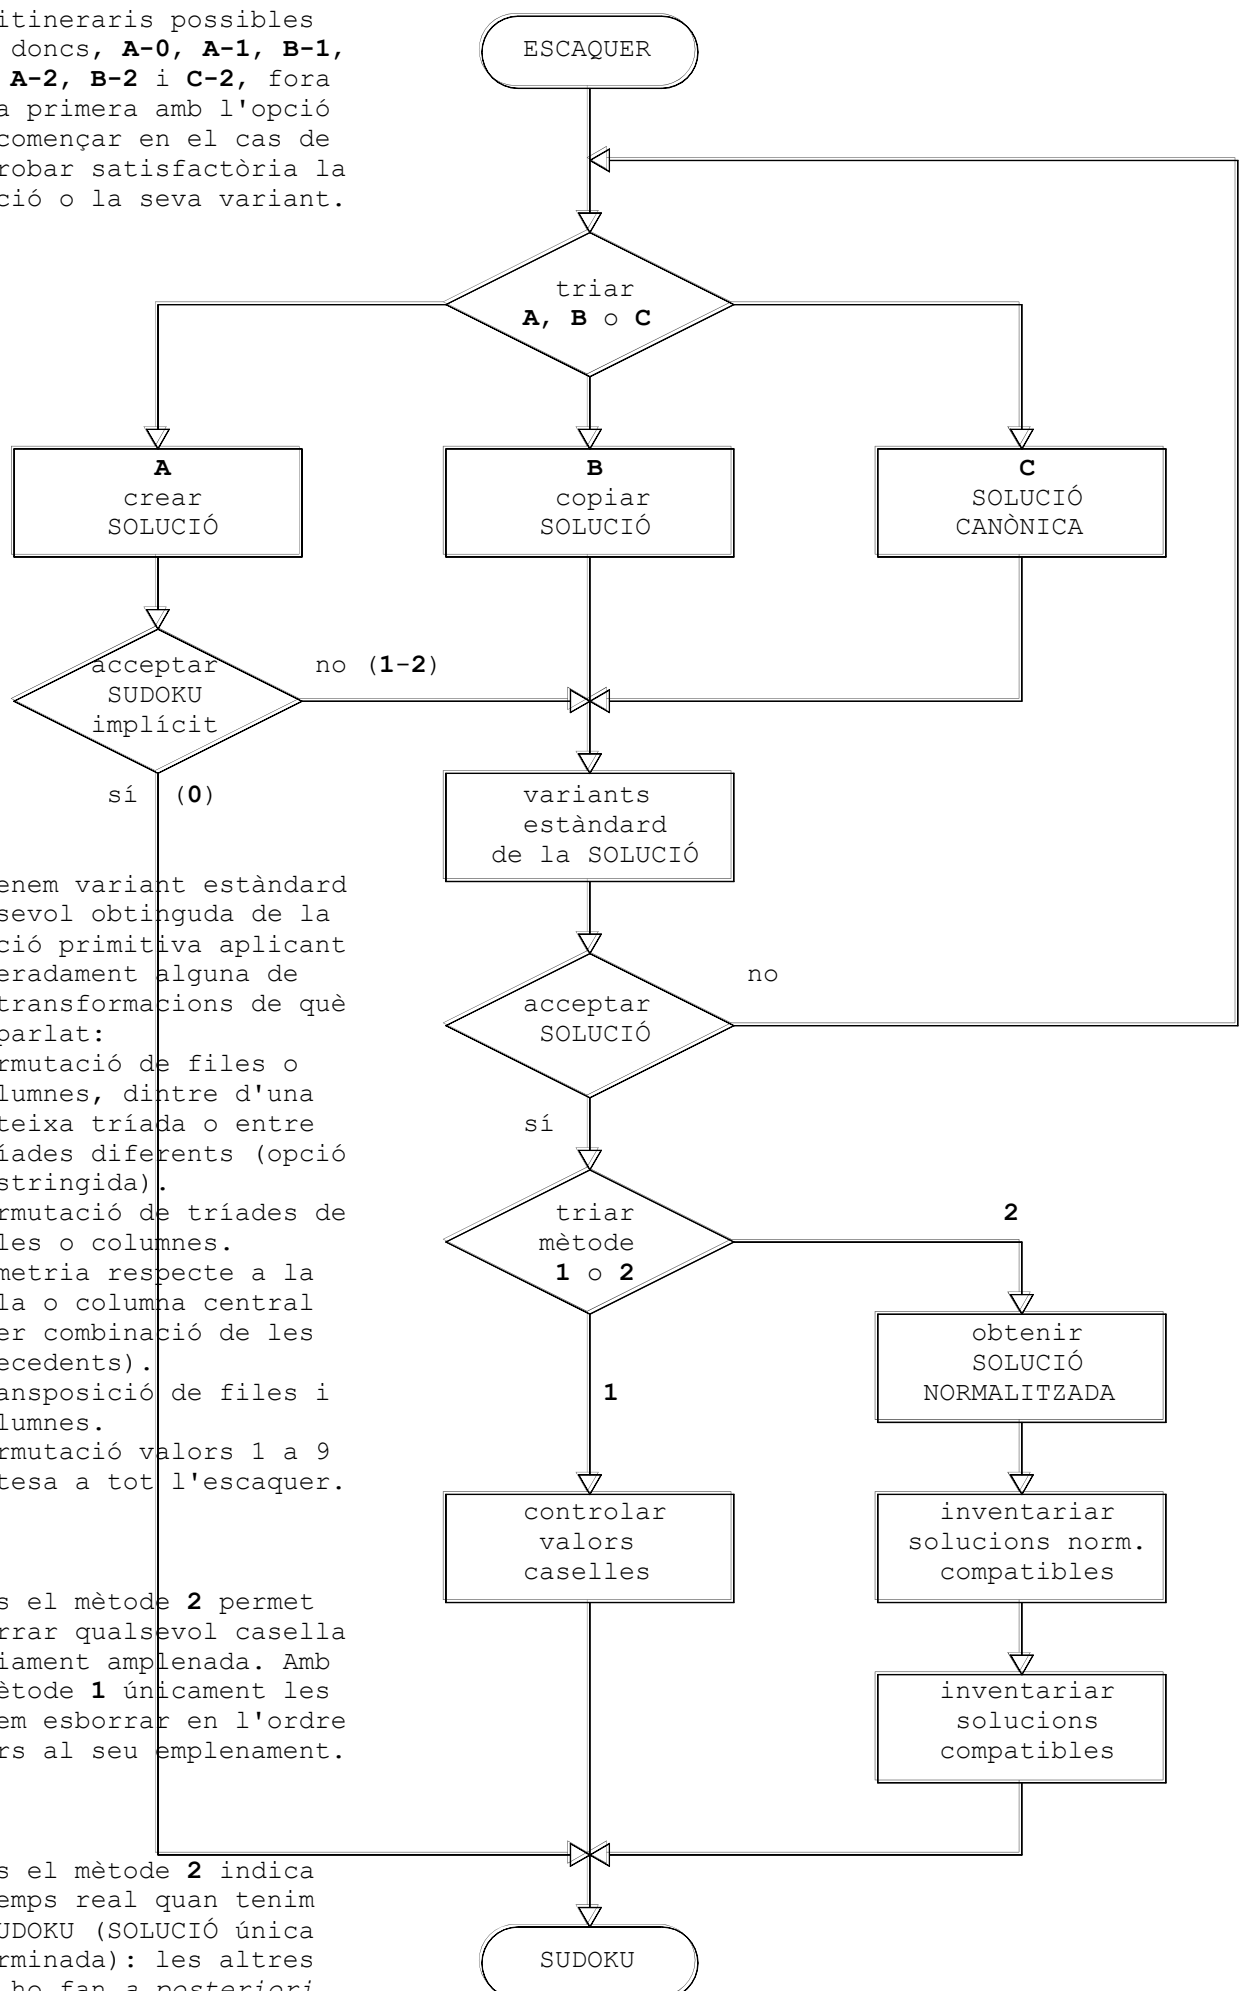 itineraris possibles
doncs, A-0, A-1, B-1,
A-2, B-2 i C-2, fora
a primera amb l'opció
començar en el cas de
robar satisfactòria la
ció o la seva variant.
ESCAQUER
triar
A, B o C
A
crear
SOLUCIÓ
B
copiar
SOLUCIÓ
C
SOLUCIÓ
CANÒNICA
acceptar
SUDOKU
implícit
no (1-2)
sí (0)
variants
estàndard
de la SOLUCIÓ
enem variant estàndard
sevol obtinguda de la
ció primitiva aplicant
eradament alguna de
transformacions de què
parlat:
rmutació de files o
lumnes, dintre d'una
teixa tríada o entre
íades diferents (opció
stringida).
rmutació de tríades de
les o columnes.
metria respecte a la
la o columna central
er combinació de les
ecedents).
ansposició de files i
lumnes.
rmutació valors 1 a 9
tesa a tot l'escaquer.
acceptar
SOLUCIÓ
no
sí
triar
mètode
1 o 2
2
1
obtenir
SOLUCIÓ
NORMALITZADA
controlar
valors
caselles
inventariar
solucions norm.
compatibles
inventariar
solucions
compatibles
s el mètode 2 permet
rrar qualsevol casella
iament amplenada. Amb
ètode 1 únicament les
em esborrar en l'ordre
rs al seu emplenament.
s el mètode 2 indica
emps real quan tenim
UDOKU (SOLUCIÓ única
rminada): les altres
ho fan a posteriori
SUDOKU